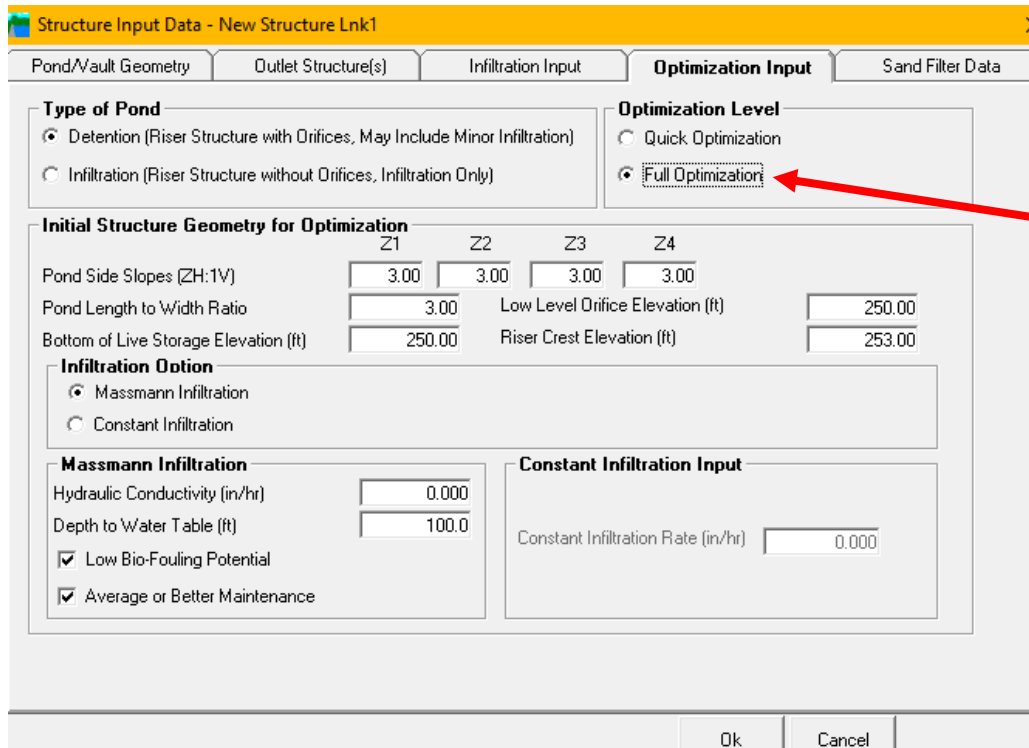 Structure Input Data - New Structure Lnk1
Pond/Vault Geometry Outlet Structure(s) Infiltration Input Optimization Input Sand Filter Data
Type of Pond
Detention (Riser Structure with Orifices, May Include Minor Infiltration)
Infiltration (Riser Structure without Orifices, Infiltration Only)
Optimization Level
Quick Optimization
Full Optimization
Initial Structure Geometry for Optimization
Z1 Z2 Z3 Z4
Pond Side Slopes (ZH:1V) 3.00 3.00 3.00 3.00
Pond Length to Width Ratio 3.00 Low Level Orifice Elevation (ft) 250.00
Bottom of Live Storage Elevation (ft) 250.00 Riser Crest Elevation (ft) 253.00
Infiltration Option
Massmann Infiltration
Constant Infiltration
Massmann Infiltration
Hydraulic Conductivity (in/hr) 0.000
Depth to Water Table (ft) 100.0
Low Bio-Fouling Potential
Average or Better Maintenance
Constant Infiltration Input
Constant Infiltration Rate (in/hr) 0.000
Ok Cancel